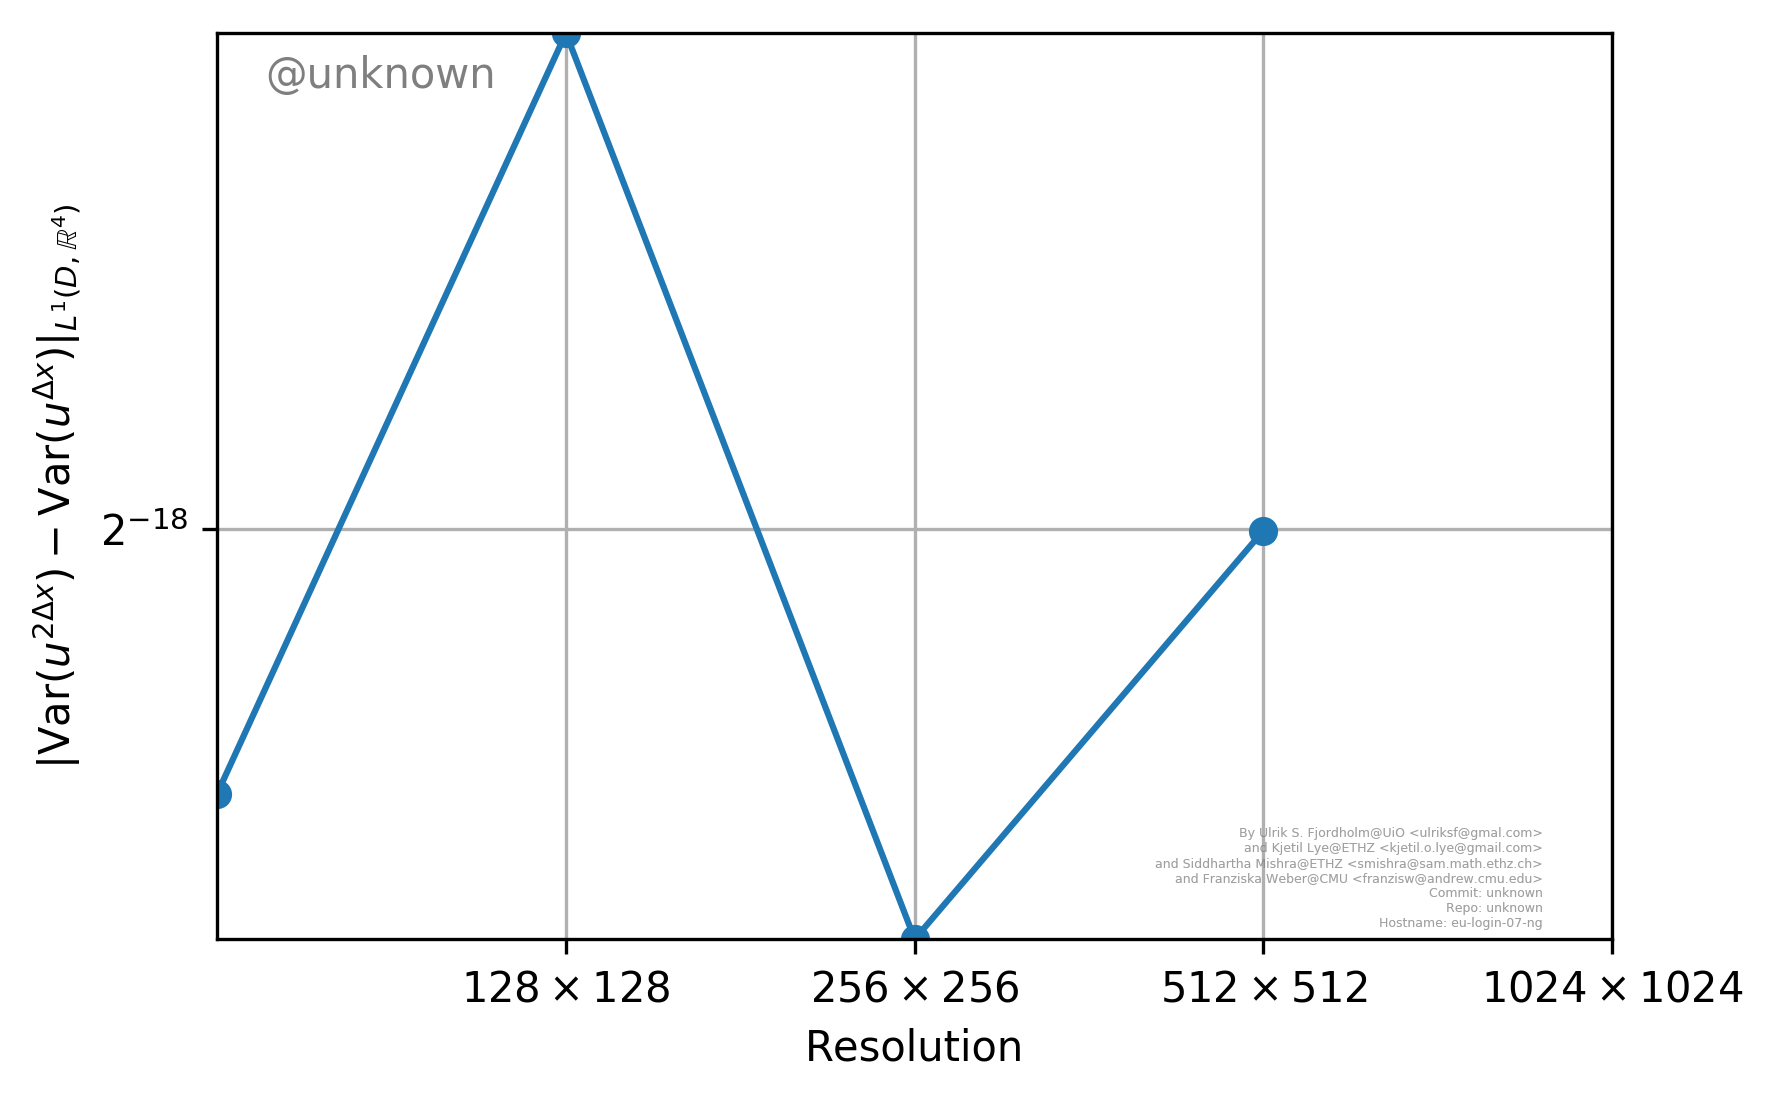 @unknown
|Var(u^{2Δx}) − Var(u^{Δx})|_{L^1(D, ℝ^4)}
2^{−18}
By Ulrik S. Fjordholm@UiO <ulriksf@gmal.com>
and Kjetil Lye@ETHZ <kjetil.o.lye@gmail.com>
and Siddhartha Mishra@ETHZ <smishra@sam.math.ethz.ch>
and Franziska Weber@CMU <franzisw@andrew.cmu.edu>
Commit: unknown
Repo: unknown
Hostname: eu-login-07-ng
128 × 128 256 × 256 512 × 512 1024 × 1024
Resolution